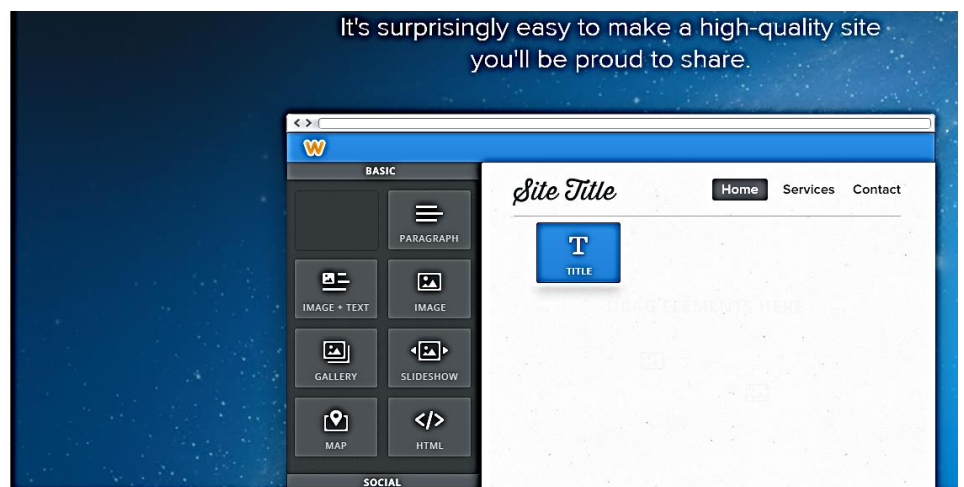 It's surprisingly easy to make a high-quality site
you'll be proud to share.
W
BASIC
Site Title
Home Services Contact
PARAGRAPH
T
TITLE
IMAGE + TEXT IMAGE
DRAG ELEMENTS HERE
GALLERY SLIDESHOW
</>
MAP HTML
SOCIAL